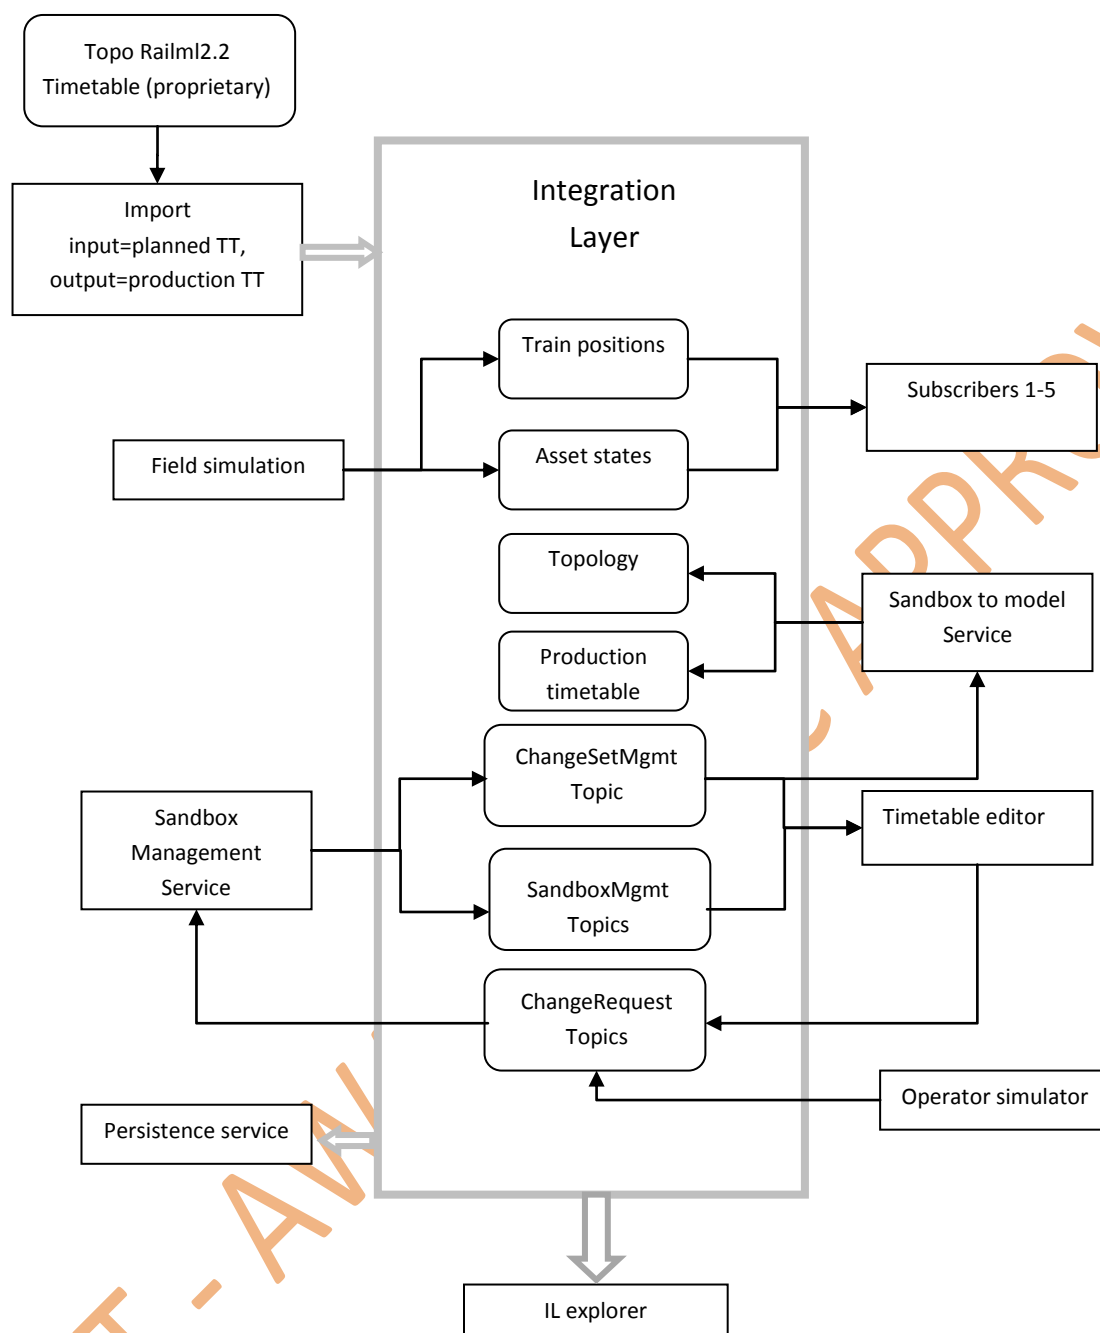 Topo Railml2.2
Timetable (proprietary)
Import
input=planned TT,
output=production TT
Integration
Layer
Train positions
Subscribers 1-5
Asset states
Field simulation
Topology
Sandbox to model
Service
Production
timetable
ChangeSetMgmt
Topic
Sandbox
Management
Service
Timetable editor
SandboxMgmt
Topics
ChangeRequest
Topics
Operator simulator
Persistence service
IL explorer